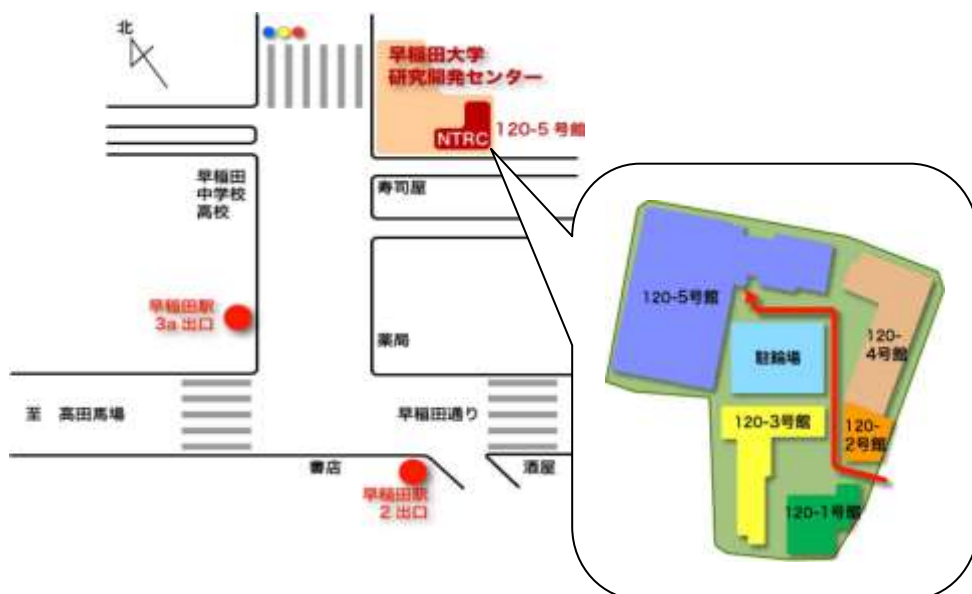 北
早稲田大学
研究開発センター
NTRC
120-5 号館
早稲田
中学校
高校
寿司屋
早稲田駅
3a 出口
薬局
至 高田馬場
早稲田通り
書店
酒屋
早稲田駅
2 出口
120-5号館
駐輪場
120-
4号館
120-3号館
120-
2号館
120-1号館